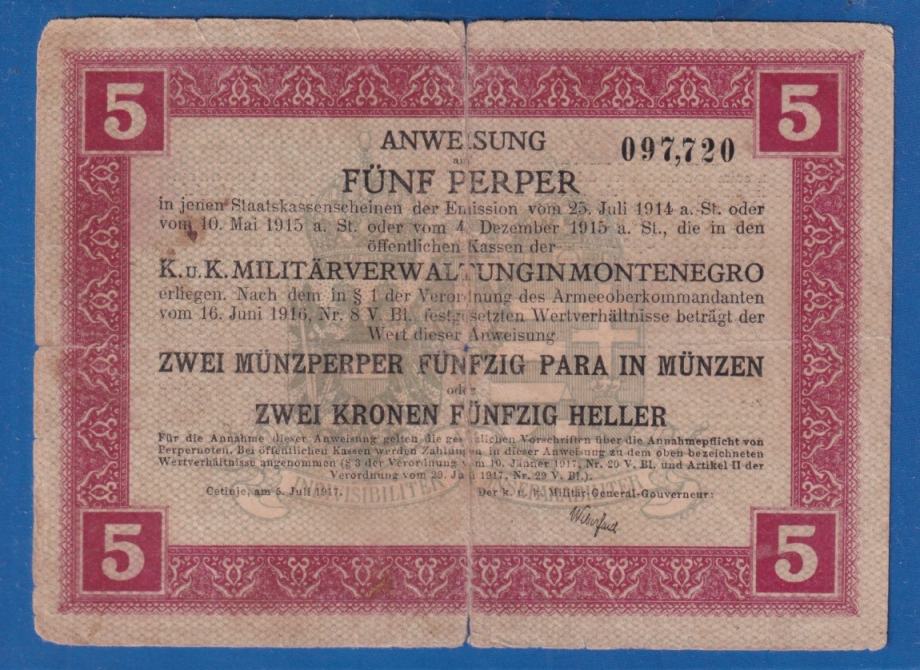 5 5
ANWEISUNG
097,720
auf
FÜNF PERPER
in jenen Staatskassenscheinen der Emission vom 25. Juli 1914 a. St. oder
vom 10. Mai 1915 a. St. oder vom 4. Dezember 1915 a. St., die in den
öffentlichen Kassen der
K.u.K. MILITÄRVERWALTUNG IN MONTENEGRO
erliegen. Nach dem in § 1 der Verordnung des Armeeoberkommandanten
vom 16. Juni 1916, Nr. 8 V. Bl., festgesetzten Wertverhältnisse beträgt der
Wert dieser Anweisung
ZWEI MÜNZPERPER FÜNFZIG PARA IN MÜNZEN
oder
ZWEI KRONEN FÜNFZIG HELLER
Für die Annahme dieser Anweisung gelten die gesetzlichen Vorschriften über die Annahmepflicht von
Perpernoten. Bei öffentlichen Kassen werden Zahlungen in dieser Anweisung zu dem oben bezeichneten
Wertverhältnisse angenommen (§ 3 der Verordnung vom 10. Jänner 1917, Nr. 20 V. Bl. und Artikel II der
Verordnung vom 29. Juni 1917, Nr. 29 V. Bl.).
INDIVISIBILITER INSEPARABILITER
Cetinje, am 5. Juli 1917.
Der k. u. k. Militär-General-Gouverneur:
5 5